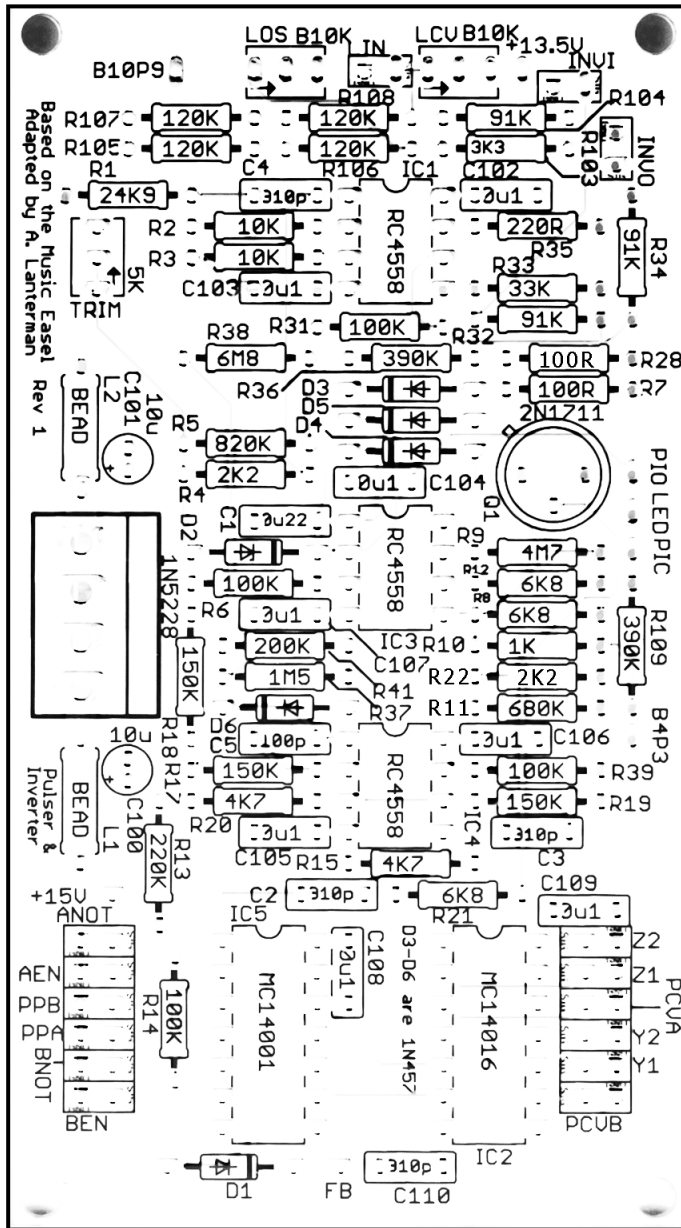 LOS B10K IN LCV B10K +13.5V
INVI
B10P9
R108 R104
R107 120K 120K 91K INVO
R105 120K 120K 3K3 R103
R1 C4 R106 IC1 C102
24K9 310p 0u1
R2 10K RC4558 220R
R3 10K R35 91K R34
5K R33
TRIM C103 0u1 33K
R31 100K R32 91K
R38 6M8 390K 100R R28
R36 D3 100R R7
D5 2N1711
D4
Based on the Music Easel
Adapted by A. Lanterman
Rev 1
BEAD L2 C101 10u
R5 820K
2K2 0u1 C104
R4 Q1
PIO LED PIC
C1 0u22
D2 R9 4M7
1N5228 100K RC4558 R12 6K8
R6 R8 6K8
0u1 IC3 R10 1K
150K 200K C107 R109 390K
1M5 R41 R22 2K2
R37 R11 680K
D6 B4P3
10u C5 100p 0u1 C106
R18 R17 150K RC4558 100K R39
4K7 150K R19
R20 0u1 IC4 310p
C105 R15 4K7 C3
Pulser &
Inverter
BEAD L1 C100
R13 220K
+15V C2 310p 6K8 C109
ANOT IC5 R21 0u1
AEN C108 0u1 Z2
PPB MC14001 D3-D6 are 1N457 MC14016 Z1
PPA R14 100K Y2 PCVA
BNOT Y1
BEN PCVB
D1 FB 310p IC2
C110